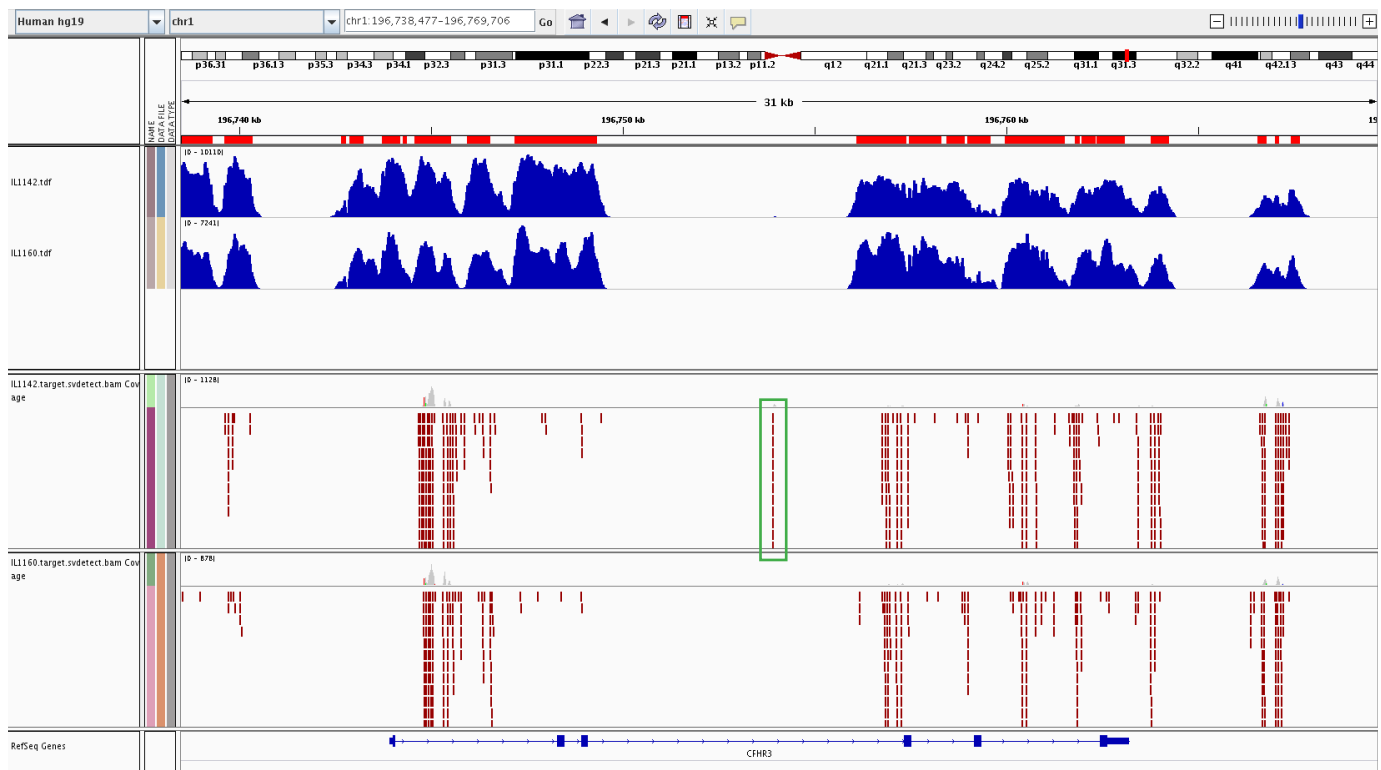 Human hg19 chr1 chr1:196,738,477-196,769,706 Go
p36.31 p36.13 p35.3 p34.3 p34.1 p32.3 p31.3 p31.1 p22.3 p21.3 p21.1 p13.2 p11.2 q12 q21.1 q21.3 q23.2 q24.2 q25.2 q31.1 q31.3 q32.2 q41 q42.13 q43 q44
31 kb
196,740 kb 196,750 kb 196,760 kb 19
NAME
DATA FILE
DATA TYPE
[0 - 10110]
IL1142.tdf
[0 - 7241]
IL1160.tdf
IL1142.target.svdetect.bam Cov
age
[0 - 1128]
IL1160.target.svdetect.bam Cov
age
[0 - 878]
RefSeq Genes
CFHR3